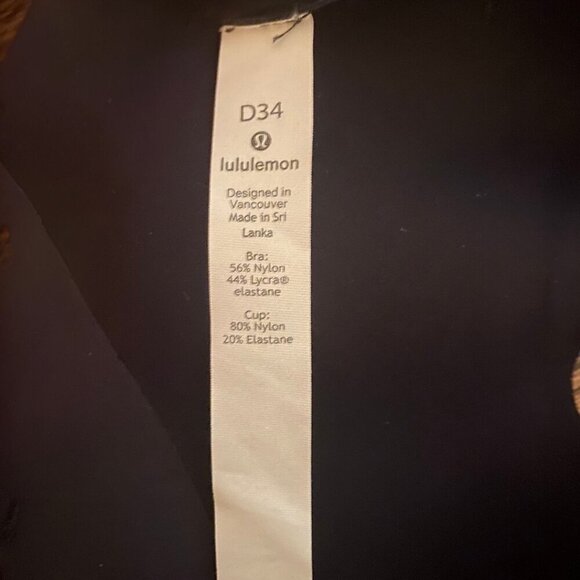 D34
lululemon
Designed in
Vancouver
Made in Sri
Lanka
Bra:
56% Nylon
44% Lycra®
elastane
Cup:
80% Nylon
20% Elastane